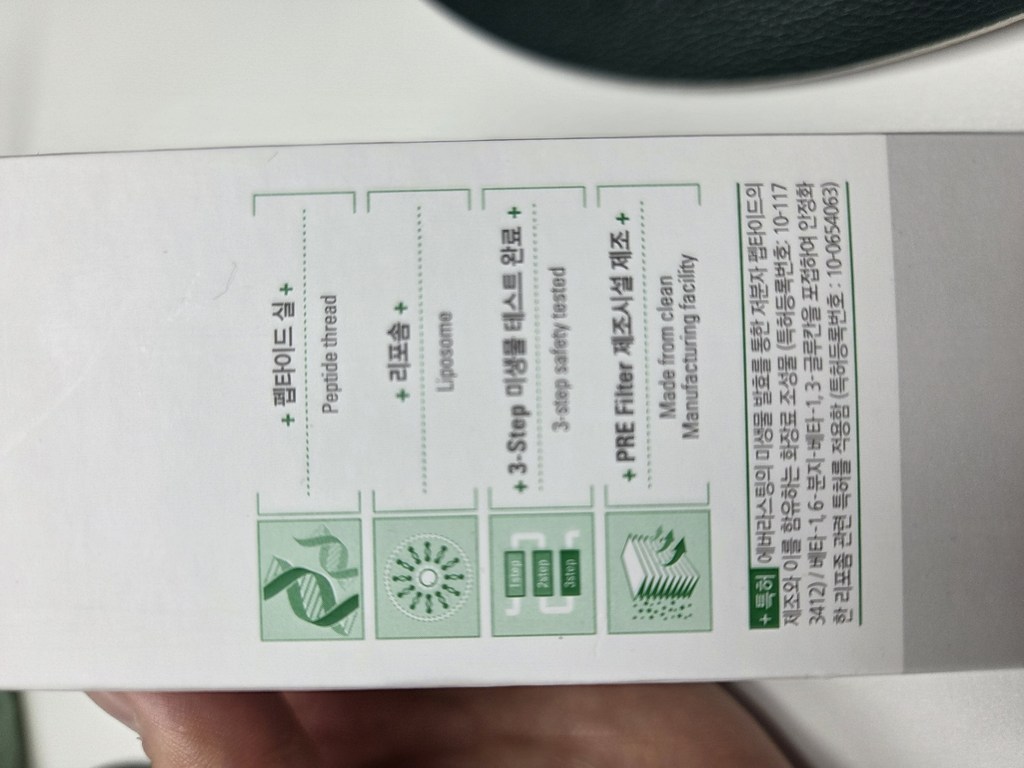 + 펩타이드 실 +
Peptide thread
+ 리포솜 +
Liposome
1step
2step
3step
+ 3-Step 미생물 테스트 완료 +
3-step safety tested
+ PRE Filter 제조시설 제조 +
Made from clean
Manufacturing facility
+ 특허 에버라스팅의 미생물 발효를 통한 저분자 펩타이드의
제조와 이를 함유하는 화장료 조성물 (특허등록번호: 10-117
3412) / 베타-1, 6-분지-베타-1, 3-글루칸을 포접하여 안정화
한 리포좀 관련 특허를 적용함 (특허등록번호 : 10-0654063)